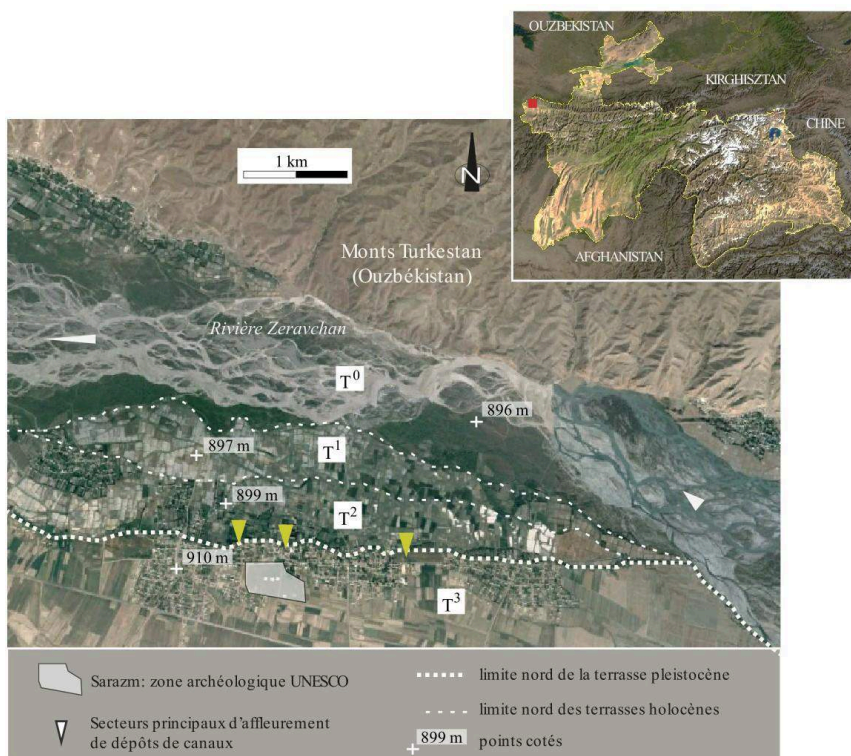 OUZBÉKISTAN
KIRGHISZTAN
CHINE
AFGHANISTAN
1 km
N
Monts Turkestan
(Ouzbékistan)
Rivière Zeravchan
T⁰
896 m
897 m
T¹
899 m
T²
910 m
T³
Sarazm: zone archéologique UNESCO
Secteurs principaux d'affleurement
de dépôts de canaux
limite nord de la terrasse pleistocène
limite nord des terrasses holocènes
899 m points cotés